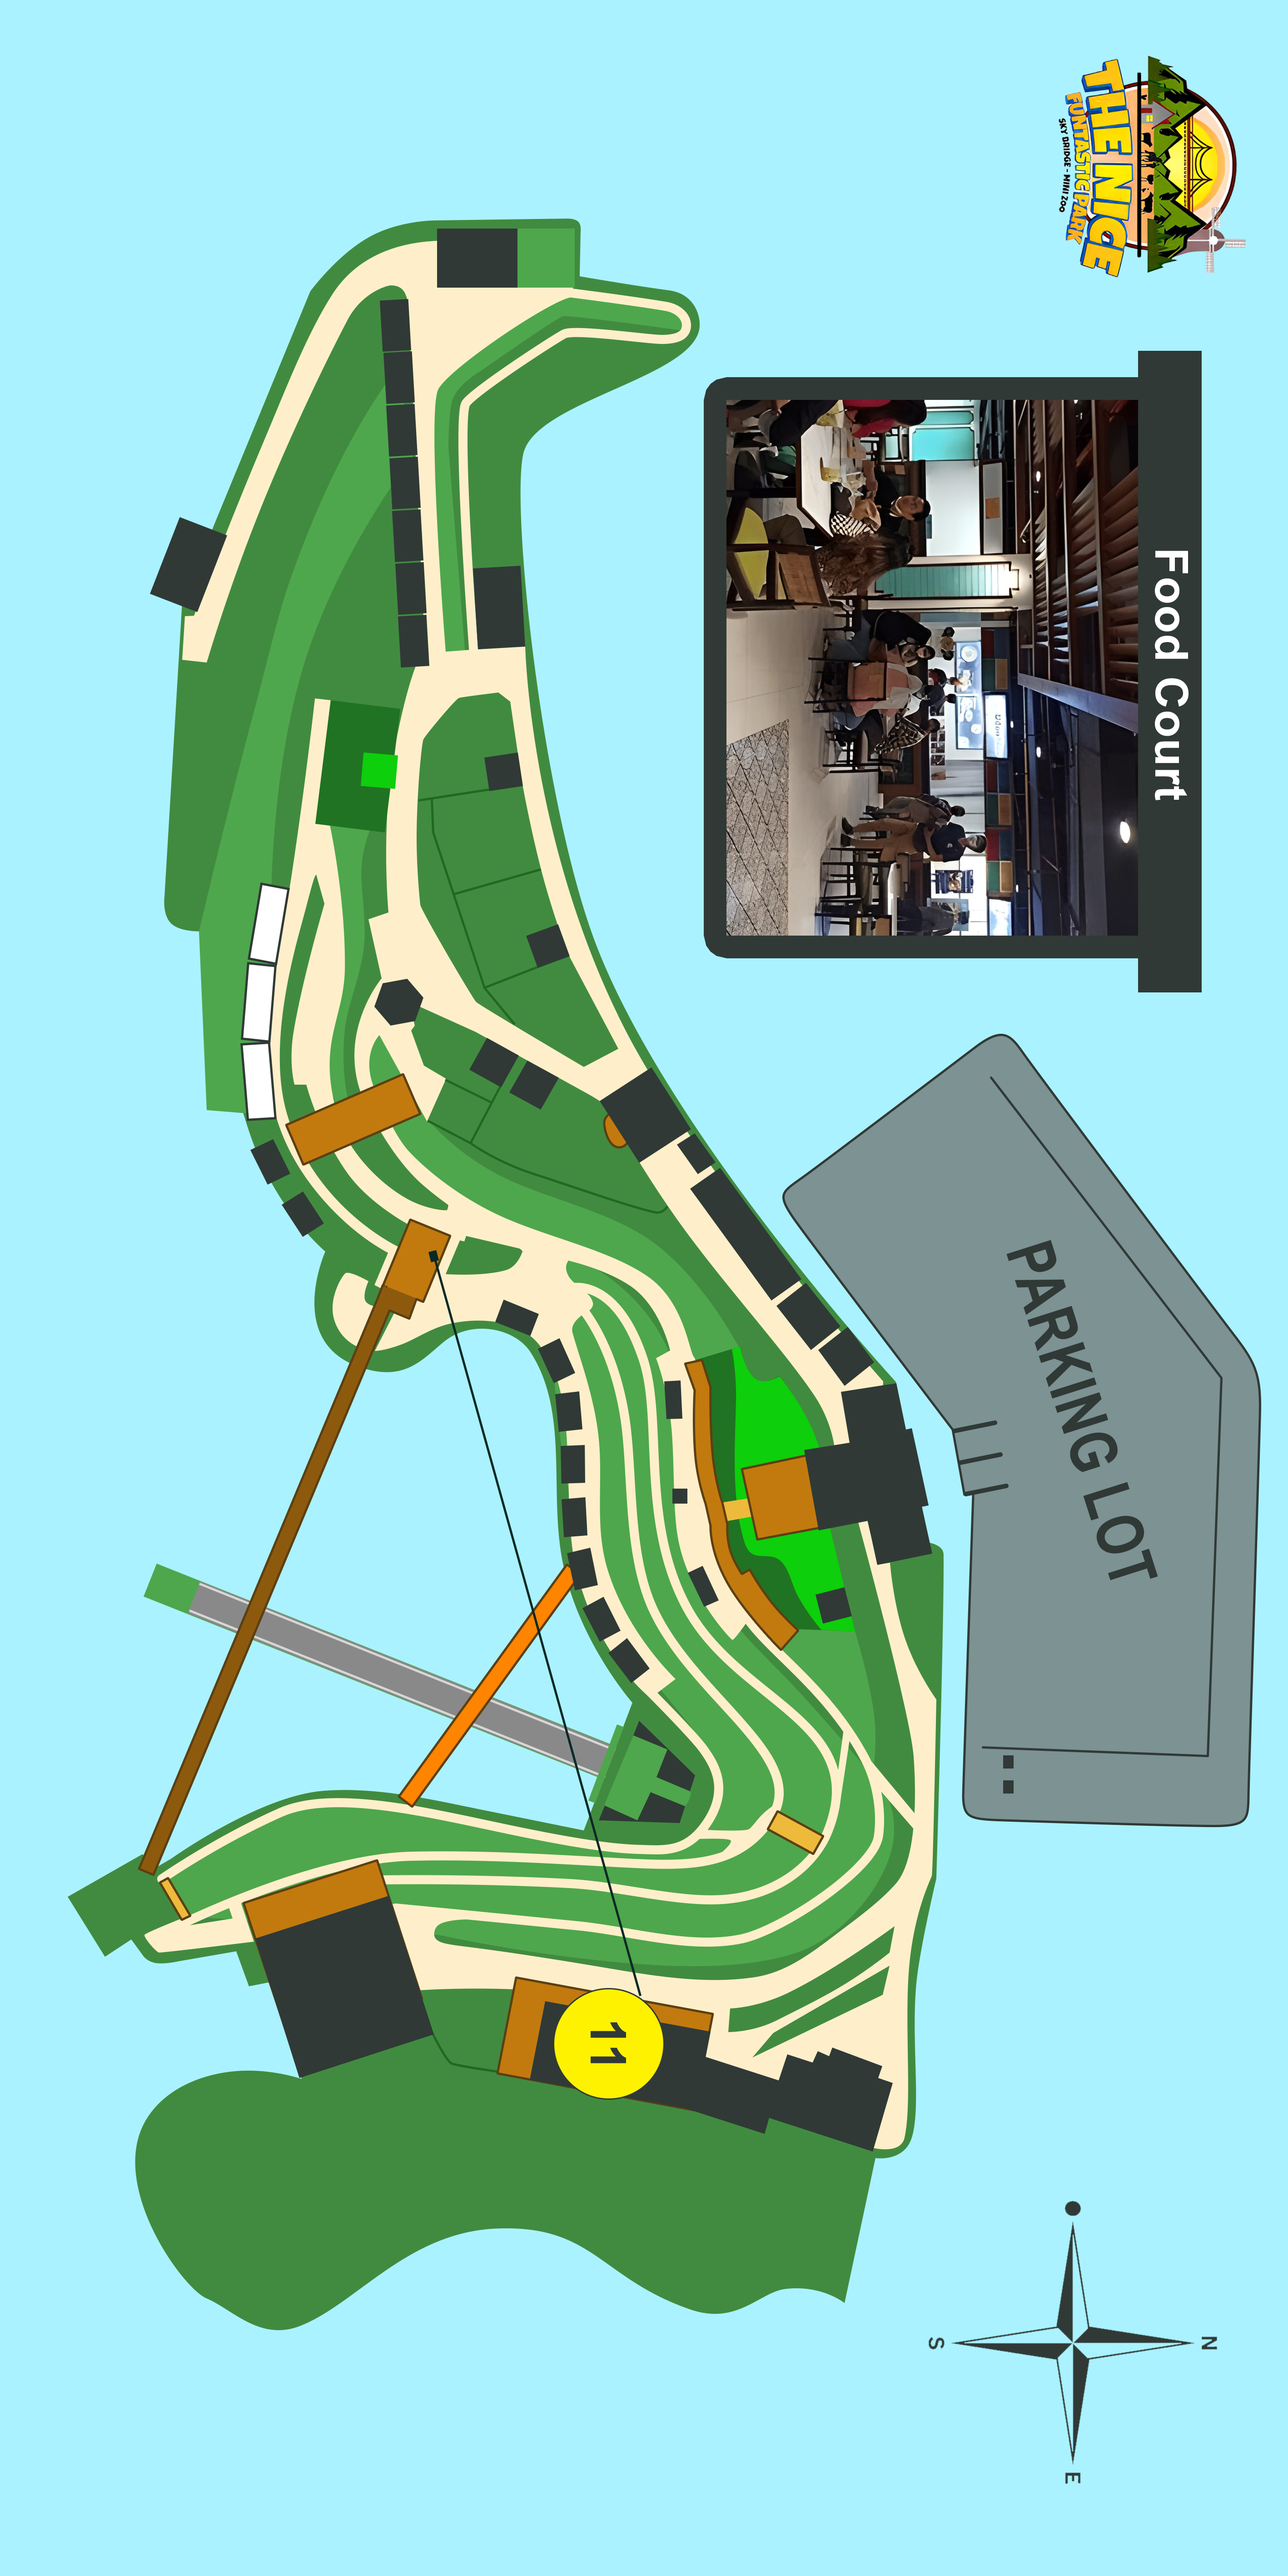 THE NICE
FUNTASTIC PARK
SKY BRIDGE - MINI ZOO
Food Court
PARKING LOT
11
N
S
E